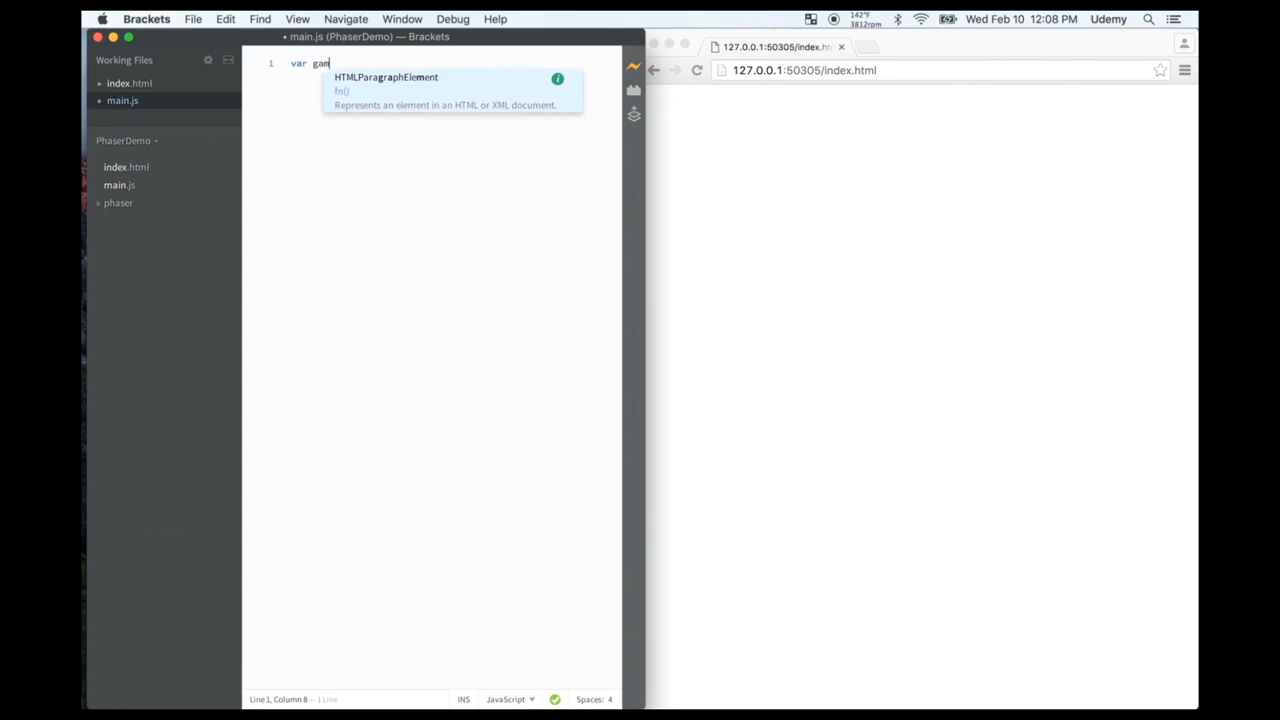 Brackets File Edit Find View Navigate Window Debug Help 142°F 3812rpm Wed Feb 10 12:08 PM Udemy
• main.js (PhaserDemo) — Brackets
Working Files
index.html
• main.js
PhaserDemo
index.html
main.js
phaser
1 var gam
HTMLParagraphElement
fn()
Represents an element in an HTML or XML document.
i
Line 1, Column 8 — 1 Line INS JavaScript Spaces: 4
127.0.0.1:50305/index.ht
127.0.0.1:50305/index.html